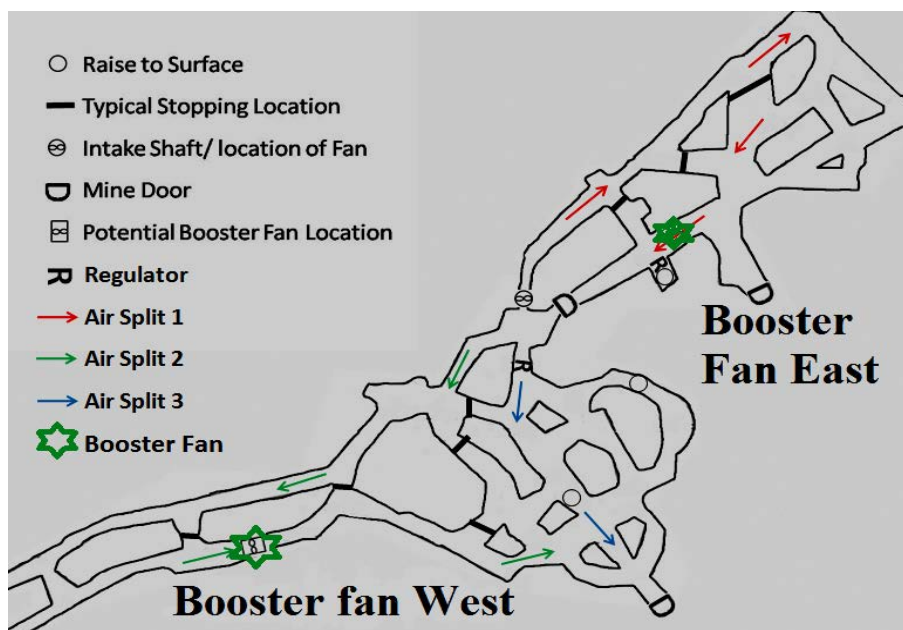 Raise to Surface
Typical Stopping Location
Intake Shaft/ location of Fan
Mine Door
Potential Booster Fan Location
R Regulator
Air Split 1
Air Split 2
Air Split 3
Booster Fan
R
Booster
Fan East
R
Booster fan West